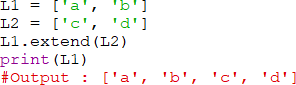 L1 = ['a', 'b']
L2 = ['c', 'd']
L1.extend(L2)
print(L1)
#Output : ['a', 'b', 'c', 'd']